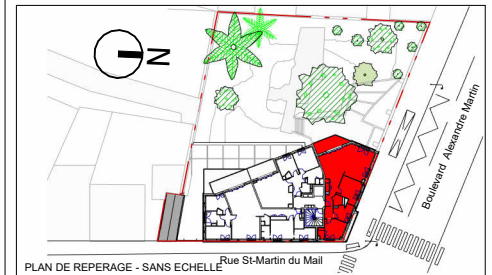 N
Boulevard Alexandre Martin
Rue St-Martin du Mail
PLAN DE REPERAGE - SANS ECHELLE